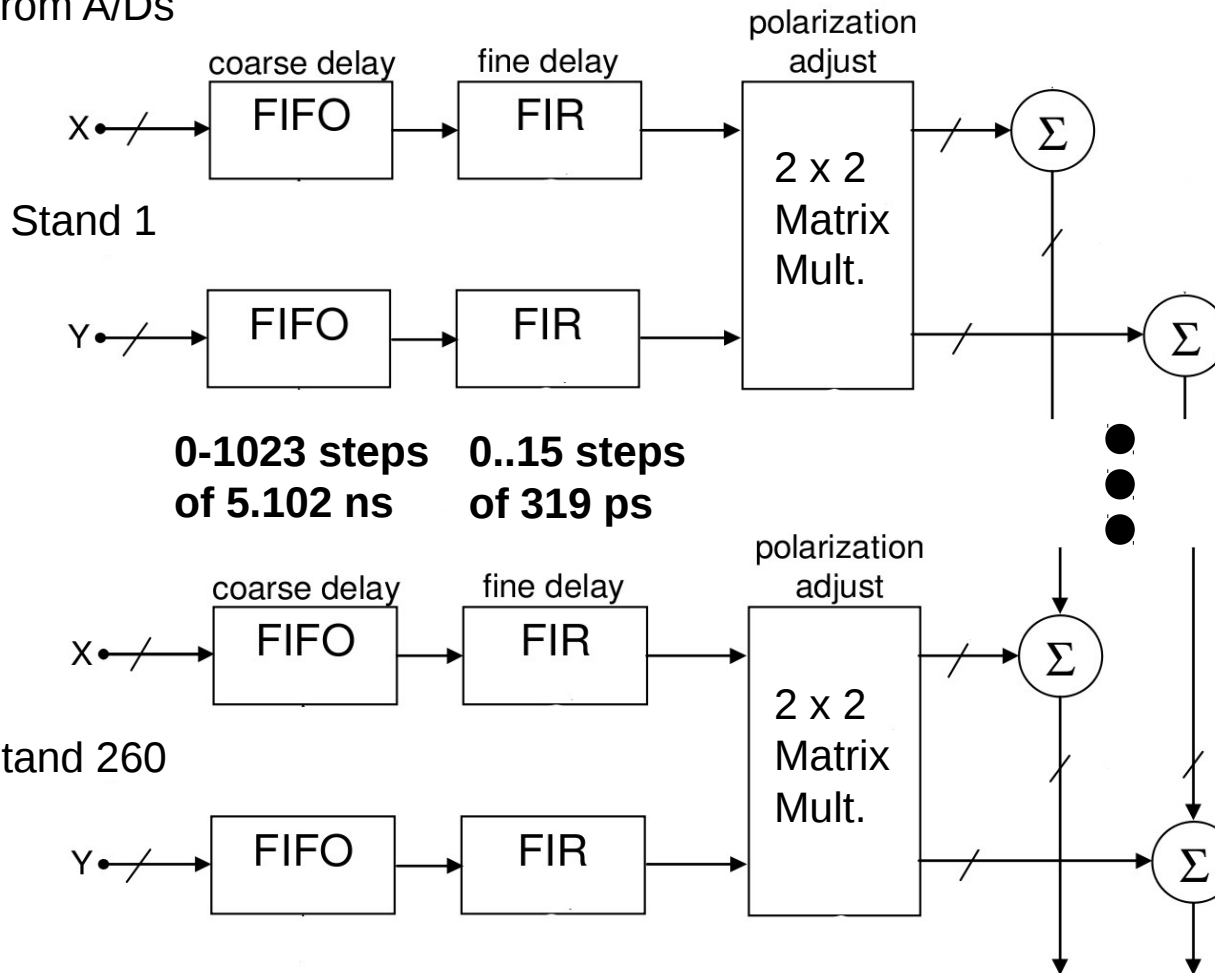 rom A/Ds
polarization
adjust
coarse delay
fine delay
FIFO
FIR
X
2 x 2
Matrix
Mult.
Σ
Stand 1
Y
FIFO
FIR
Σ
0-1023 steps
of 5.102 ns
0..15 steps
of 319 ps
polarization
adjust
coarse delay
fine delay
FIFO
FIR
X
2 x 2
Matrix
Mult.
Σ
tand 260
Y
FIFO
FIR
Σ